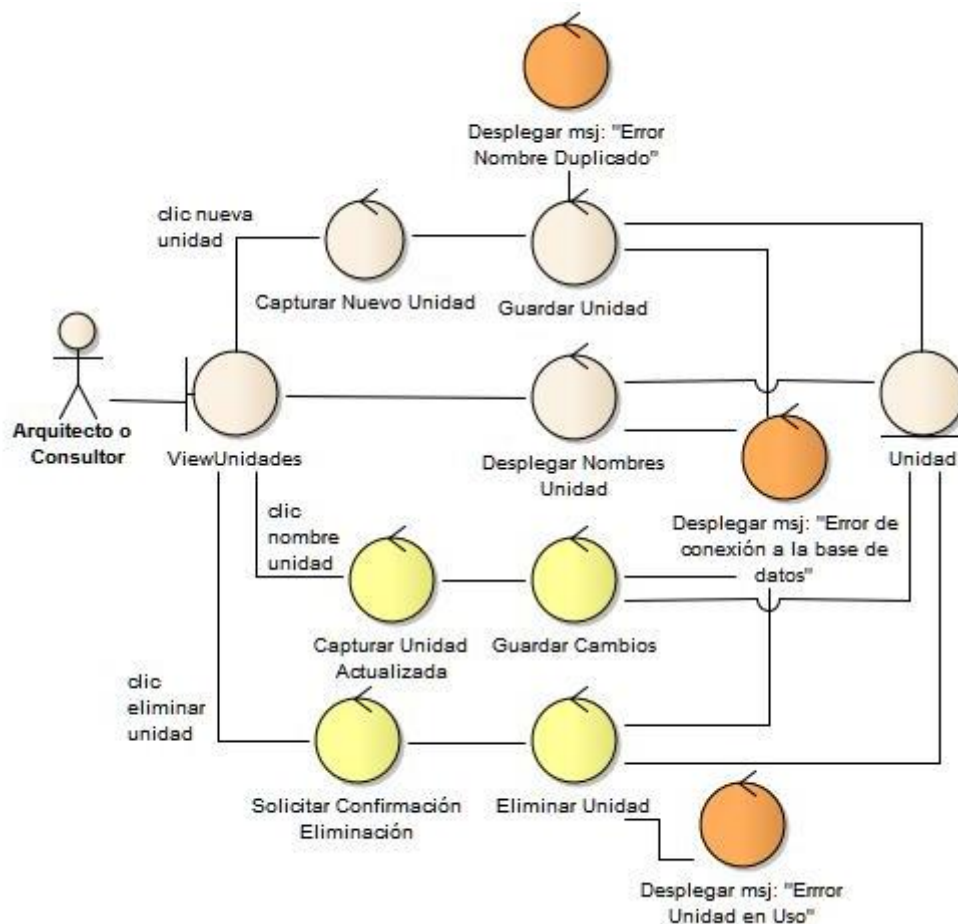 Desplegar msj: "Error
Nombre Duplicado"
clic nueva
unidad
Capturar Nuevo Unidad
Guardar Unidad
Arquitecto o
Consultor
ViewUnidades
Desplegar Nombres
Unidad
Unidad
Desplegar msj: "Error de
conexión a la base de
datos"
clic
nombre
unidad
Capturar Unidad
Actualizada
Guardar Cambios
clic
eliminar
unidad
Solicitar Confirmación
Eliminación
Eliminar Unidad
Desplegar msj: "Errror
Unidad en Uso"